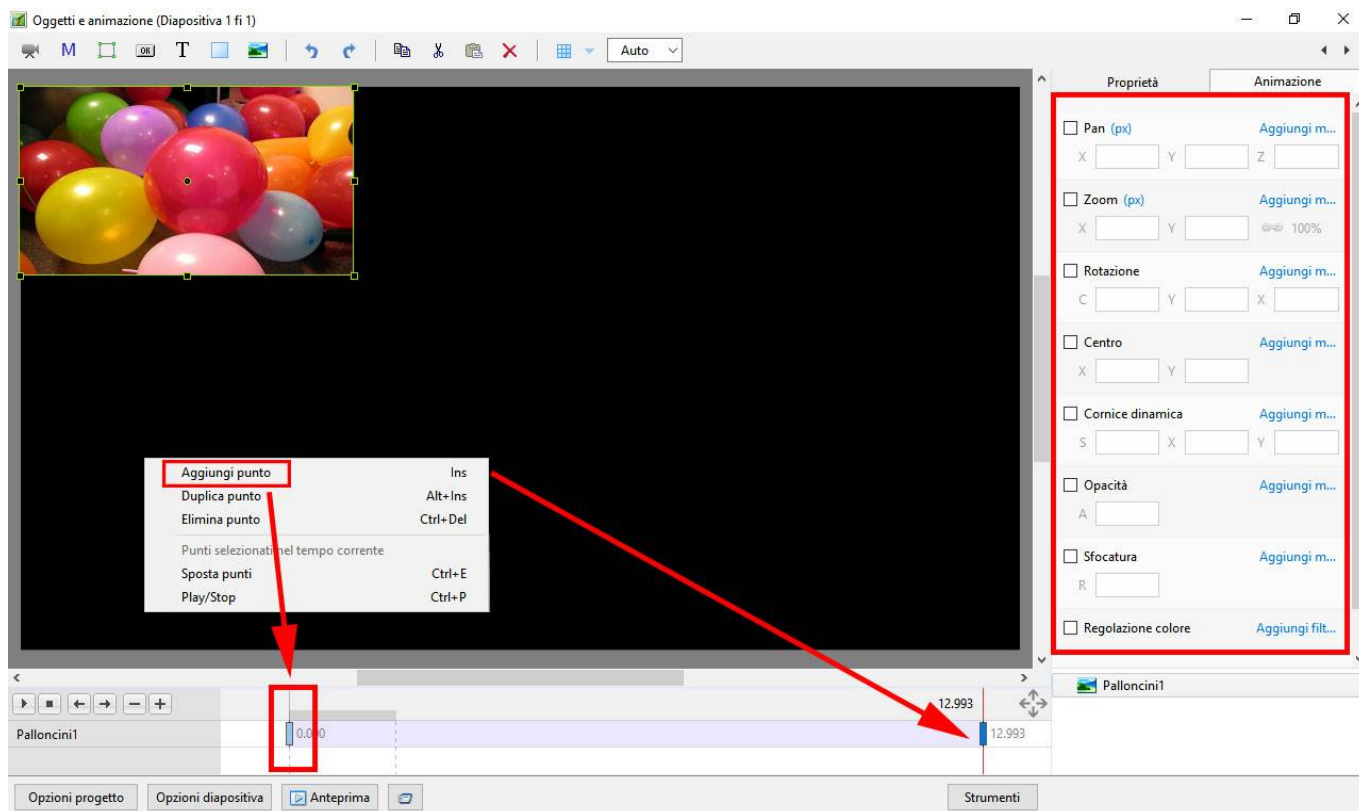 Oggetti e animazione (Diapositiva 1 fi 1)
M OK T Auto
Proprietà Animazione
Pan (px) Aggiungi m...
X Y Z
Zoom (px) Aggiungi m...
X Y 100%
Rotazione Aggiungi m...
C Y X
Centro Aggiungi m...
X Y
Cornice dinamica Aggiungi m...
S X Y
Opacità Aggiungi m...
A
Sfocatura Aggiungi m...
R
Regolazione colore Aggiungi filt...
Aggiungi punto Ins
Duplica punto Alt+Ins
Elimina punto Ctrl+Del
Punti selezionati nel tempo corrente
Sposta punti Ctrl+E
Play/Stop Ctrl+P
Palloncini1
12.993
Palloncini1 0.000 12.993
Opzioni progetto Opzioni diapositiva Anteprima Strumenti